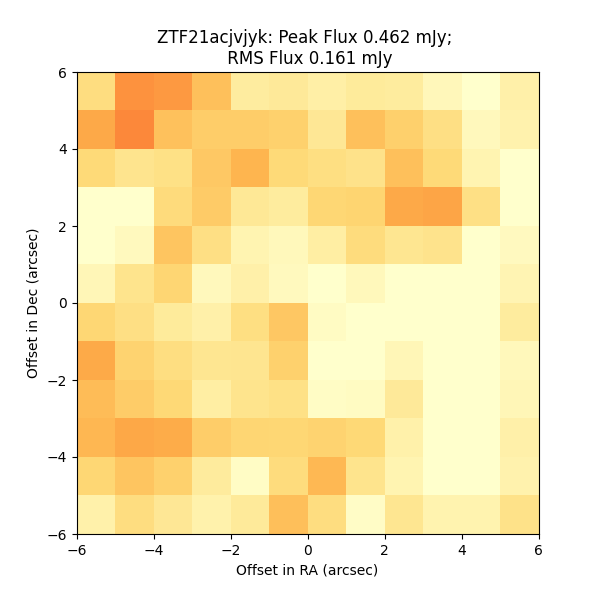 ZTF21acjvjyk: Peak Flux 0.462 mJy;
RMS Flux 0.161 mJy
6
4
2
0
−2
−4
−6
Offset in Dec (arcsec)
−6 −4 −2 0 2 4 6
Offset in RA (arcsec)